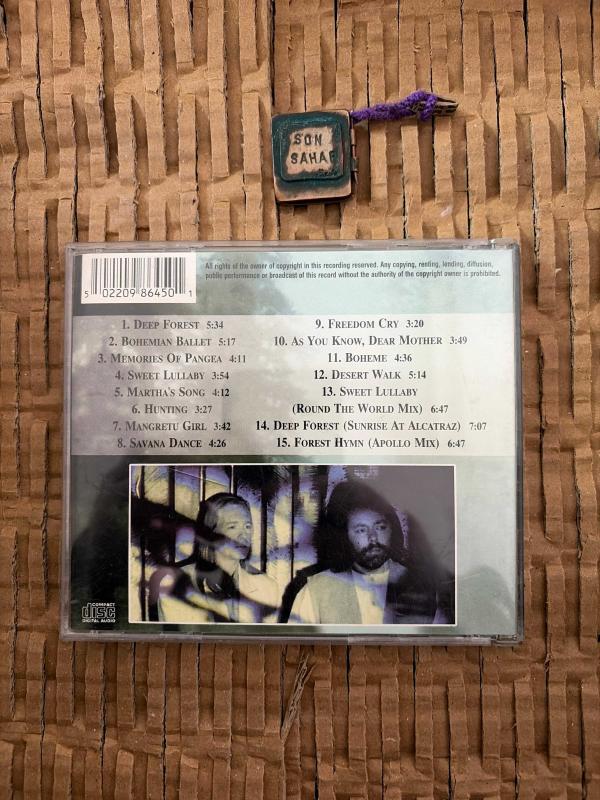 SON
SAHAF
All rights of the owner of copyright in this recording reserved. Any copying, renting, lending, diffusion,
public performance or broadcast of this record without the authority of the copyright owner is prohibited.
5 02209 86450 1
1. DEEP FOREST 5:34
2. BOHEMIAN BALLET 5:17
3. MEMORIES OF PANGEA 4:11
4. SWEET LULLABY 3:54
5. MARTHA'S SONG 4:12
6. HUNTING 3:27
7. MANGRETU GIRL 3:42
8. SAVANA DANCE 4:26
9. FREEDOM CRY 3:20
10. AS YOU KNOW, DEAR MOTHER 3:49
11. BOHEME 4:36
12. DESERT WALK 5:14
13. SWEET LULLABY
(ROUND THE WORLD MIX) 6:47
14. DEEP FOREST (SUNRISE AT ALCATRAZ) 7:07
15. FOREST HYMN (APOLLO MIX) 6:47
COMPACT
disc
DIGITAL AUDIO